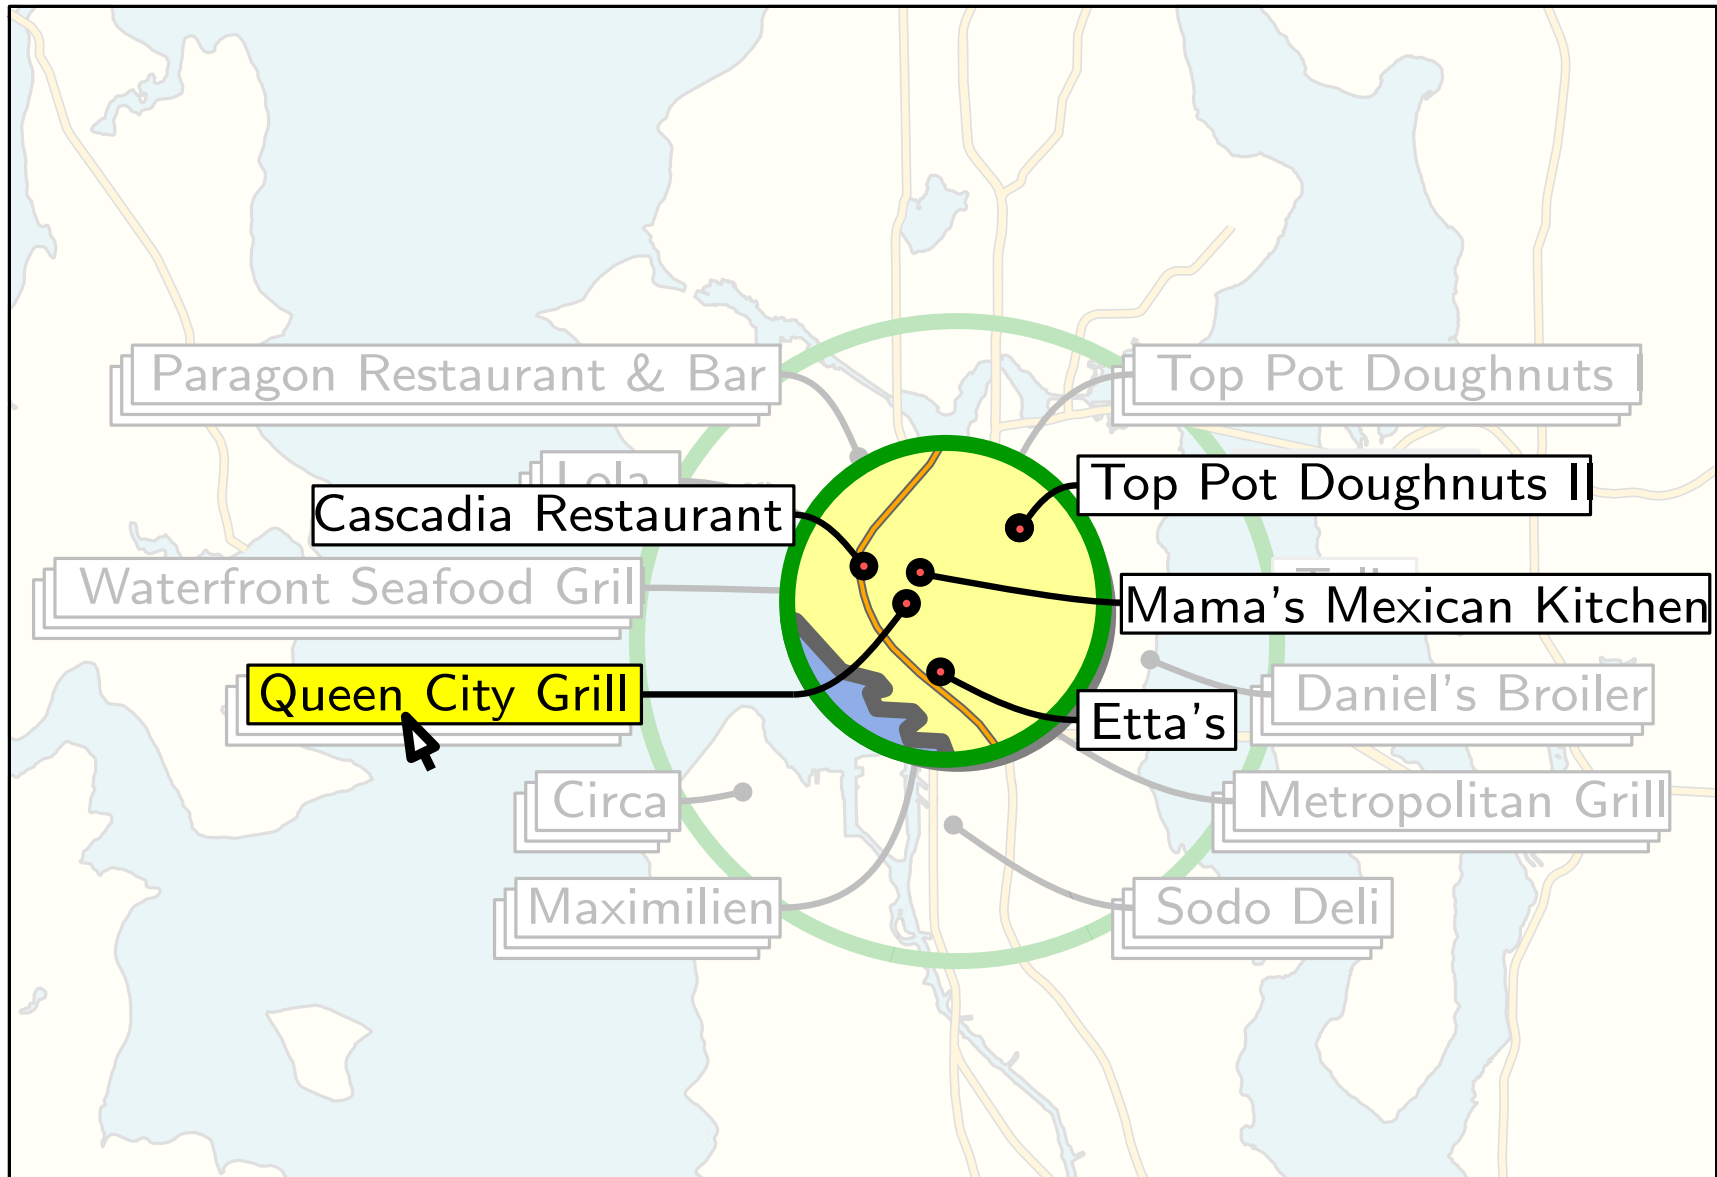 Paragon Restaurant & Bar
Top Pot Doughnuts I
Lola
Top Pot Doughnuts II
Cascadia Restaurant
Waterfront Seafood Gril
Mama's Mexican Kitchen
Queen City Grill
Daniel's Broiler
Etta's
Circa
Metropolitan Grill
Maximilien
Sodo Deli